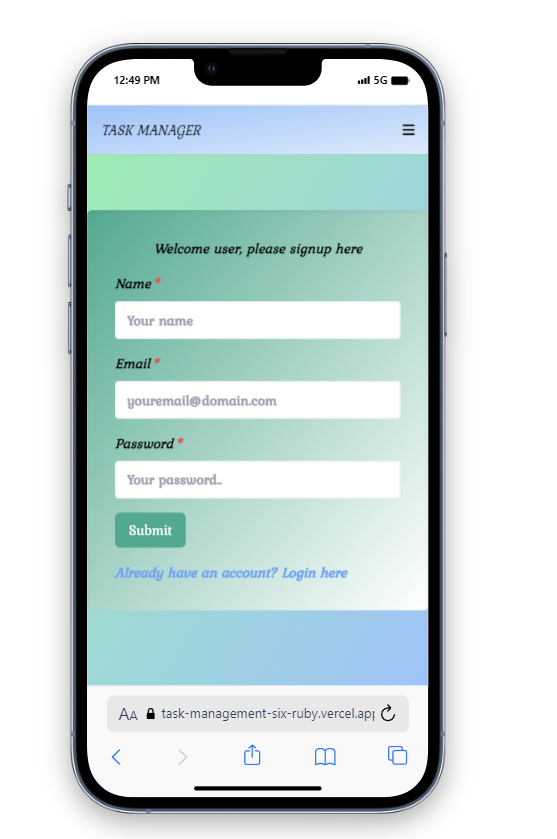 12:49 PM 5G
TASK MANAGER
Welcome user, please signup here
Name *
Your name
Email *
youremail@domain.com
Password *
Your password..
Submit
Already have an account? Login here
AA task-management-six-ruby.vercel.app